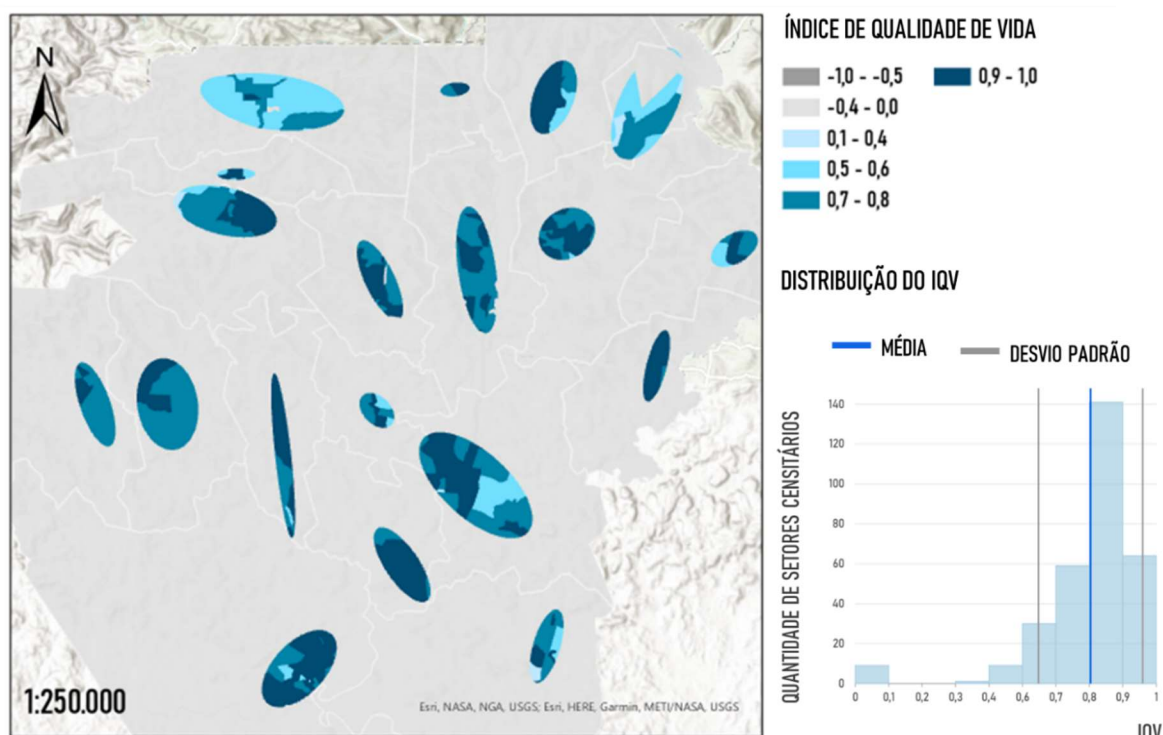 N
1:250.000
Esri, NASA, NGA, USGS; Esri, HERE, Garmin, METI/NASA, USGS
ÍNDICE DE QUALIDADE DE VIDA
-1,0 - -0,5
0,9 - 1,0
-0,4 - 0,0
0,1 - 0,4
0,5 - 0,6
0,7 - 0,8
DISTRIBUIÇÃO DO IQV
MÉDIA
DESVIO PADRÃO
QUANTIDADE DE SETORES CENSITÁRIOS
140
120
100
80
60
40
20
0
0 0,1 0,2 0,3 0,4 0,5 0,6 0,7 0,8 0,9 1
IQV